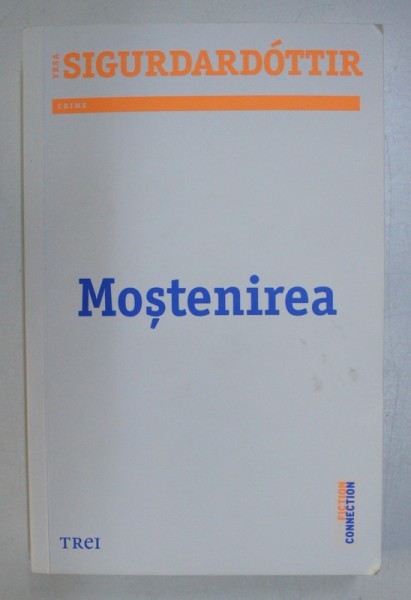 YRSA
SIGURDARDÓTTIR
CRIME
Moștenirea
FICTION
CONNECTION
TREI